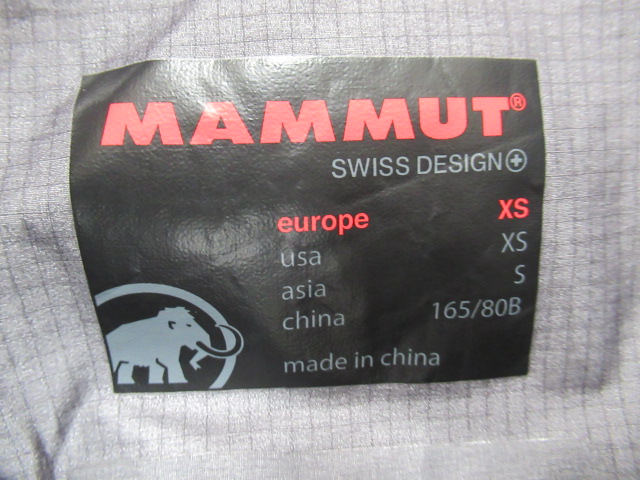 MAMMUT®
SWISS DESIGN
europe XS
usa XS
asia S
china 165/80B
made in china